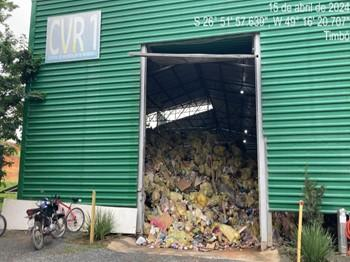 15 de abril de 2024
S 26° 51' 57.639", W 49° 16' 20.707"
Timbó
CVR 1